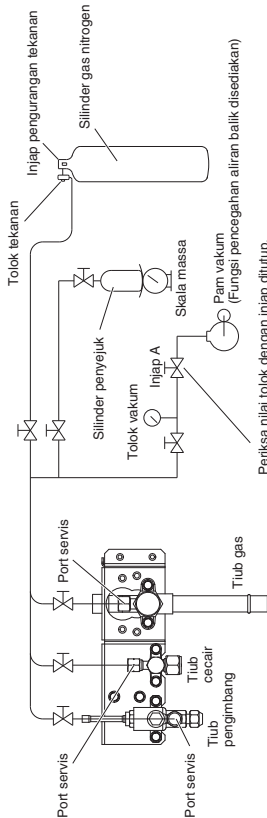 Tolok tekanan
Injap pengurangan tekanan
Silinder gas nitrogen
Silinder penyejuk
Skala massa
Tolok vakum
Injap A
Pam vakum
(Fungsi pencegahan aliran balik disediakan)
Periksa nilai tolok dengan injap ditutup
Port servis
Port servis
Port servis
Tiub gas
Tiub
cecair
Tiub
pengimbang